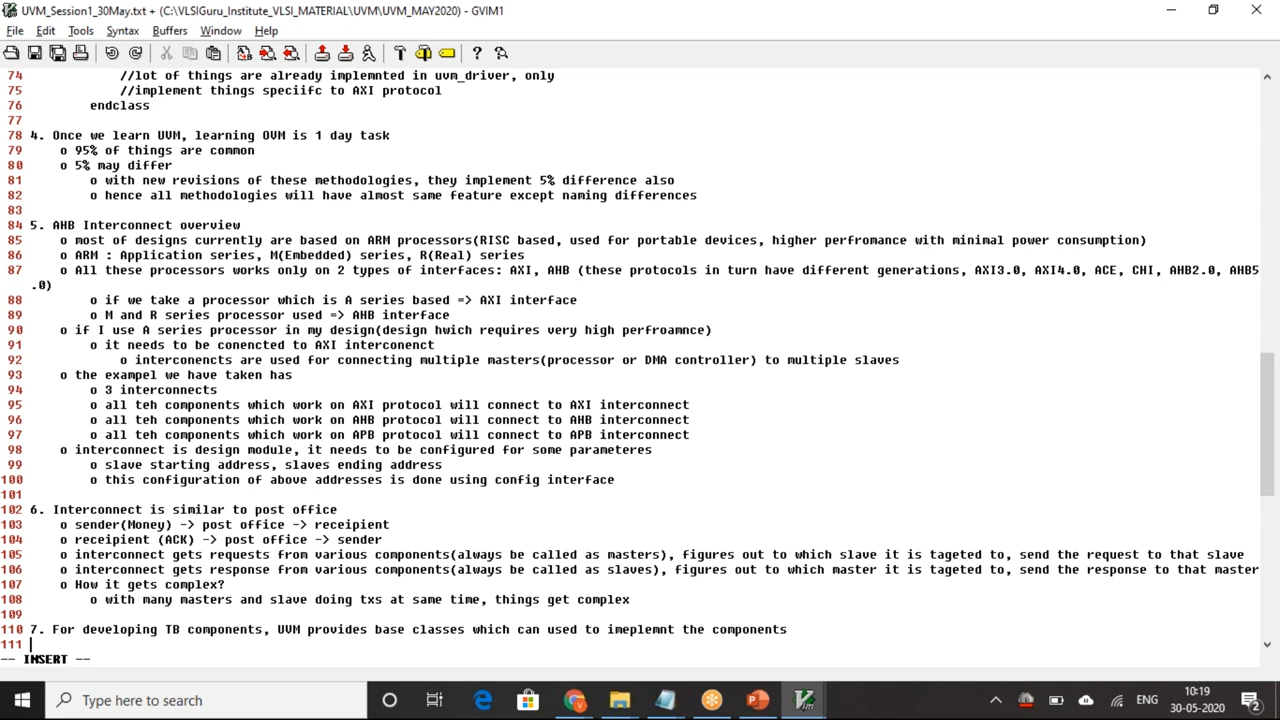 UVM_Session1_30May.txt + (C:\VLSIGuru_Institute_VLSI_MATERIAL\UVM\UVM_MAY2020) - GVIM1
File Edit Tools Syntax Buffers Window Help
74 //lot of things are already implemnted in uvm_driver, only
75 //implement things speciifc to AXI protocol
76 endclass
77
78 4. Once we learn UVM, learning OVM is 1 day task
79 o 95% of things are common
80 o 5% may differ
81 o with new revisions of these methodologies, they implement 5% difference also
82 o hence all methodologies will have almost same feature except naming differences
83
84 5. AHB Interconnect overview
85 o most of designs currently are based on ARM processors(RISC based, used for portable devices, higher perfromance with minimal power consumption)
86 o ARM : Application series, M(Embedded) series, R(Real) series
87 o All these processors works only on 2 types of interfaces: AXI, AHB (these protocols in turn have different generations, AXI3.0, AXI4.0, ACE, CHI, AHB2.0, AHB5
.0)
88 o if we take a processor which is A series based => AXI interface
89 o M and R series processor used => AHB interface
90 o if I use A series processor in my design(design hwich requires very high perfroamnce)
91 o it needs to be conencted to AXI interconenct
92 o interconencts are used for connecting multiple masters(processor or DMA controller) to multiple slaves
93 o the exampel we have taken has
94 o 3 interconnects
95 o all teh components which work on AXI protocol will connect to AXI interconnect
96 o all teh components which work on AHB protocol will connect to AHB interconnect
97 o all teh components which work on APB protocol will connect to APB interconnect
98 o interconnect is design module, it needs to be configured for some parameteres
99 o slave starting address, slaves ending address
100 o this configuration of above addresses is done using config interface
101
102 6. Interconnect is similar to post office
103 o sender(Money) -> post office -> receipient
104 o receipient (ACK) -> post office -> sender
105 o interconnect gets requests from various components(always be called as masters), figures out to which slave it is tageted to, send the request to that slave
106 o interconnect gets response from various components(always be called as slaves), figures out to which master it is tageted to, send the response to that master
107 o How it gets complex?
108 o with many masters and slave doing txs at same time, things get complex
109
110 7. For developing TB components, UVM provides base classes which can used to imeplemnt the components
111
-- INSERT --
Type here to search
ENG
10:19
30-05-2020
2